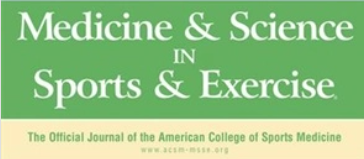 Medicine & Science
IN
Sports & Exercise®
The Official Journal of the American College of Sports Medicine
www.acsm-msse.org